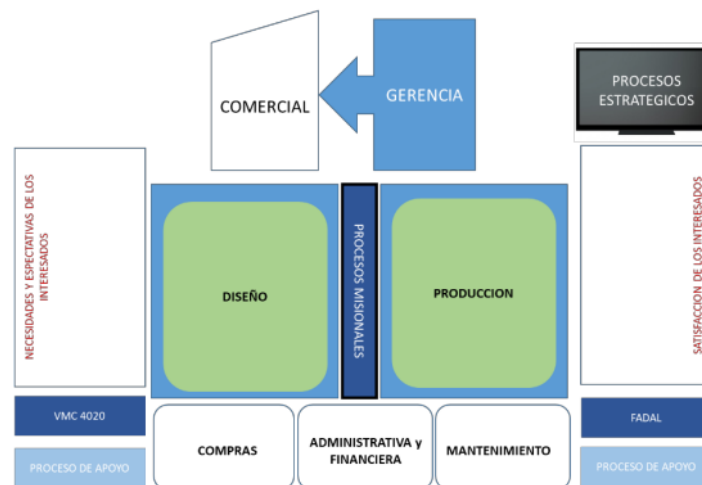 COMERCIAL
GERENCIA
PROCESOS
ESTRATEGICOS
NECESIDADES Y ESPECTATIVAS DE LOS
INTERESADOS
DISEÑO
PROCESOS MISIONALES
PRODUCCION
SATISFACCION DE LOS INTERESADOS
VMC 4020
FADAL
COMPRAS
ADMINISTRATIVA y
FINANCIERA
MANTENIMIENTO
PROCESO DE APOYO
PROCESO DE APOYO